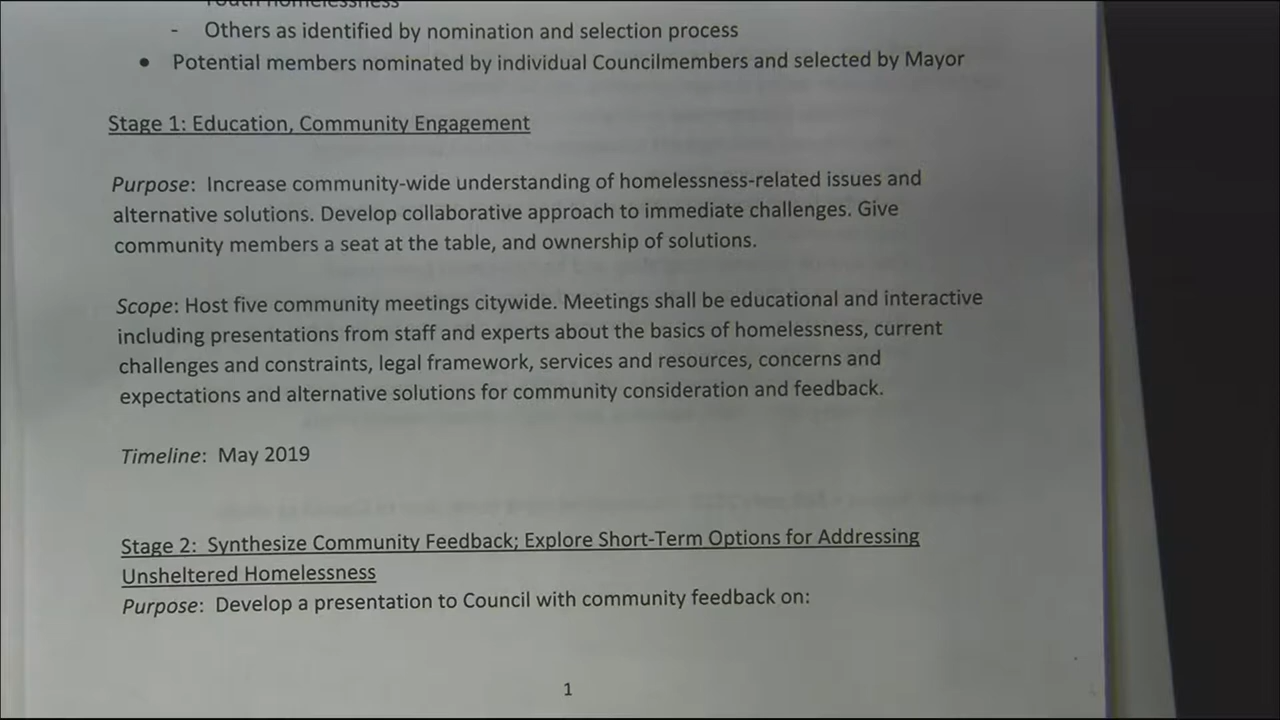 Youth homelessness
- Others as identified by nomination and selection process
• Potential members nominated by individual Councilmembers and selected by Mayor
Stage 1: Education, Community Engagement
Purpose: Increase community-wide understanding of homelessness-related issues and
alternative solutions. Develop collaborative approach to immediate challenges. Give
community members a seat at the table, and ownership of solutions.
Scope: Host five community meetings citywide. Meetings shall be educational and interactive
including presentations from staff and experts about the basics of homelessness, current
challenges and constraints, legal framework, services and resources, concerns and
expectations and alternative solutions for community consideration and feedback.
Timeline: May 2019
Stage 2: Synthesize Community Feedback; Explore Short-Term Options for Addressing
Unsheltered Homelessness
Purpose: Develop a presentation to Council with community feedback on:
1